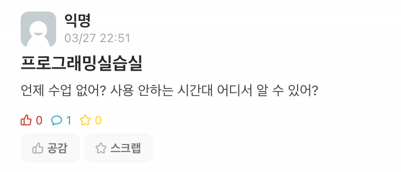 익명
03/27 22:51
프로그래밍실습실
언제 수업 없어? 사용 안하는 시간대 어디서 알 수 있어?
0 1 0
공감 스크랩